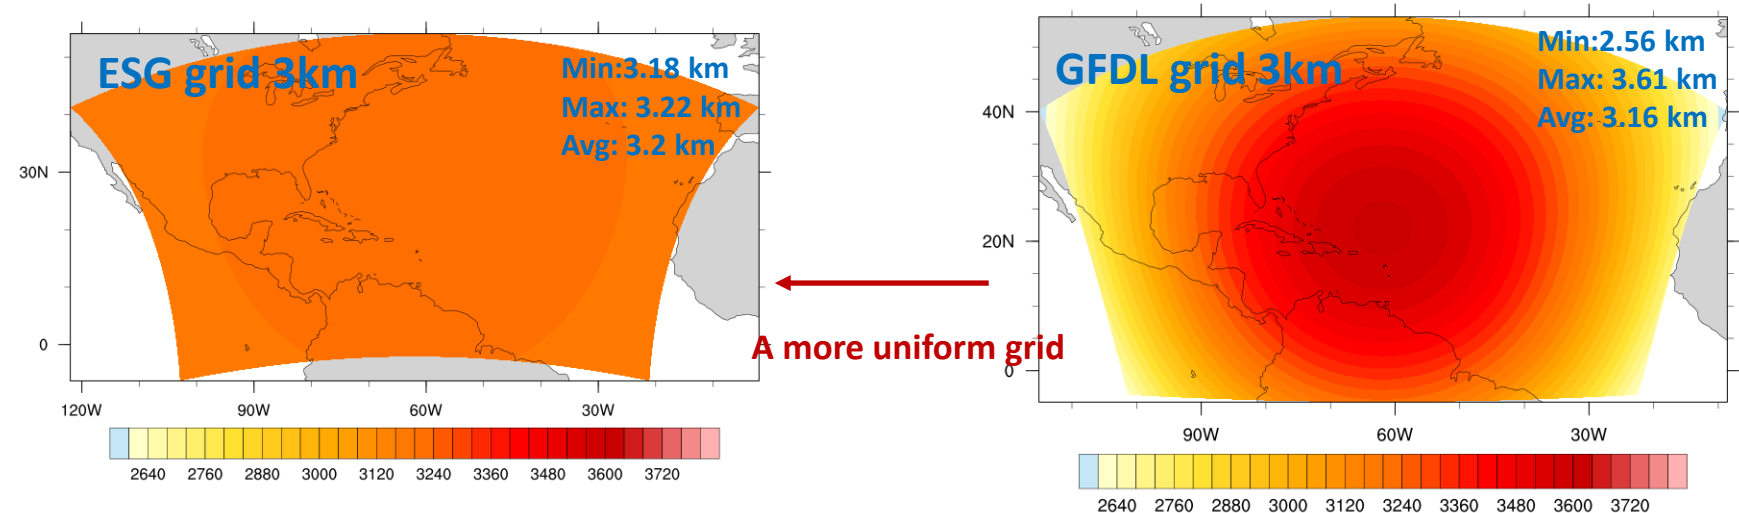 ESG grid 3km
Min:3.18 km
Max: 3.22 km
Avg: 3.2 km
30N
0
120W 90W 60W 30W
2640 2760 2880 3000 3120 3240 3360 3480 3600 3720
A more uniform grid
GFDL grid 3km
Min:2.56 km
Max: 3.61 km
Avg: 3.16 km
40N
20N
0
90W 60W 30W
2640 2760 2880 3000 3120 3240 3360 3480 3600 3720